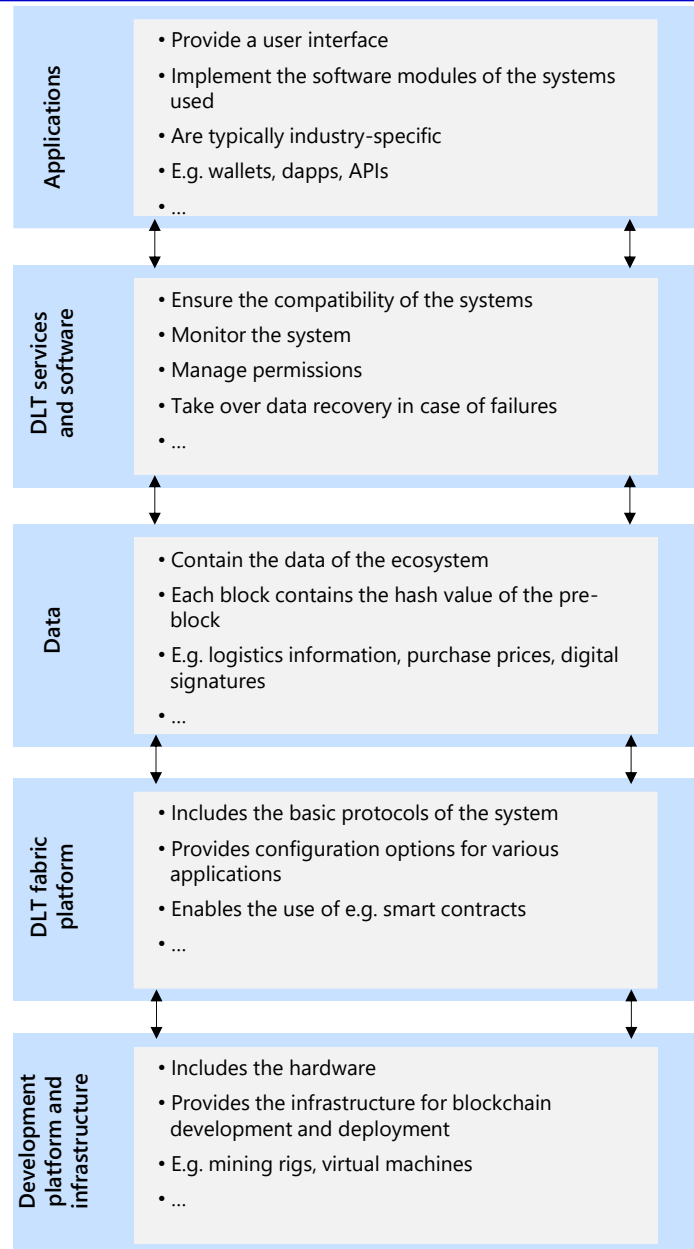 Applications
• Provide a user interface
• Implement the software modules of the systems
used
• Are typically industry-specific
• E.g. wallets, dapps, APIs
• ...
DLT services
and software
• Ensure the compatibility of the systems
• Monitor the system
• Manage permissions
• Take over data recovery in case of failures
• ...
Data
• Contain the data of the ecosystem
• Each block contains the hash value of the pre-
block
• E.g. logistics information, purchase prices, digital
signatures
• ...
DLT fabric
platform
• Includes the basic protocols of the system
• Provides configuration options for various
applications
• Enables the use of e.g. smart contracts
• ...
Development
platform and
infrastructure
• Includes the hardware
• Provides the infrastructure for blockchain
development and deployment
• E.g. mining rigs, virtual machines
• ...